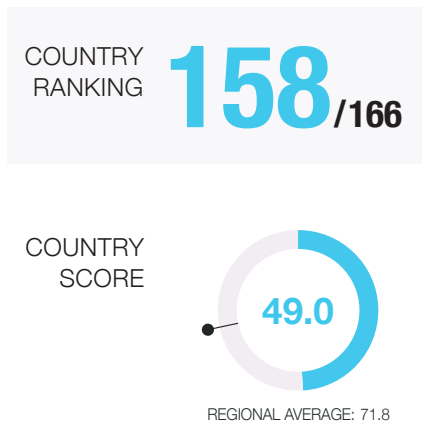 COUNTRY
RANKING
158/166
COUNTRY
SCORE
49.0
REGIONAL AVERAGE: 71.8